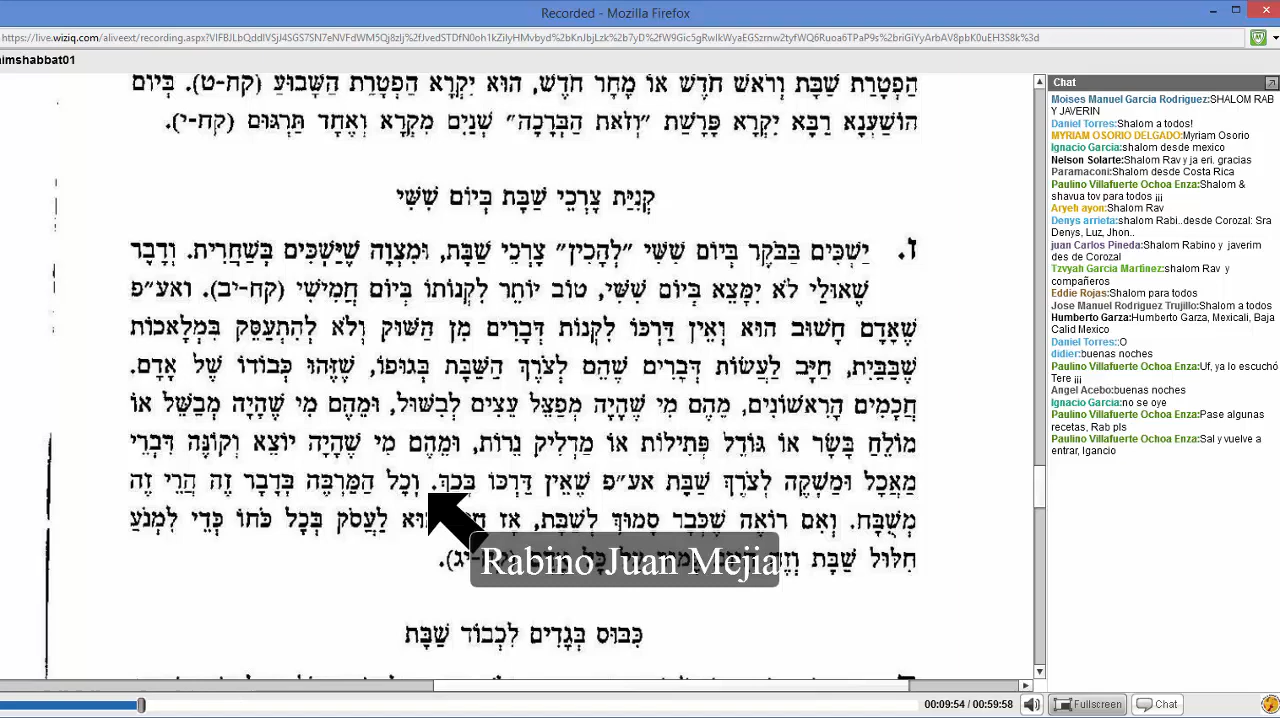 Recorded - Mozilla Firefox
aimshabbat01
הַפְטָרַת שַׁבָּת וְרֹאשׁ חֹדֶשׁ אוֹ מָחָר חֹדֶשׁ, הוּא יִקְרָא הַפְטָרַת הַשָּׁבוּעַ (קח-ט). בְּיוֹם
הוֹשַׁעְנָא רַבָּא יִקְרָא פָּרָשַׁת ״וְזֹאת הַבְּרָכָה״ שְׁנַיִם מִקְרָא וְאֶחָד תַּרְגּוּם (קח-י).
קְנִיַּת צָרְכֵי שַׁבָּת בְּיוֹם שִׁשִּׁי
ז. יַשְׁכִּים בַּבֹּקֶר בְּיוֹם שִׁשִּׁי ״לְהָכִין״ צָרְכֵי שַׁבָּת, וּמִצְוָה שֶׁיַּשְׁכִּים בְּשַׁחֲרִית. וְדָבָר
שֶׁאוּלַי לֹא יִמָּצֵא בְּיוֹם שִׁשִּׁי, טוֹב יוֹתֵר לִקְנוֹתוֹ בְּיוֹם חֲמִישִׁי (קח-יב). ואע״פ
שֶׁאָדָם חָשׁוּב הוּא וְאֵין דַּרְכּוֹ לִקְנוֹת דְּבָרִים מִן הַשּׁוּק וְלֹא לְהִתְעַסֵּק בִּמְלָאכוֹת
שֶׁבַּבַּיִת, חַיָּב לַעֲשׂוֹת דְּבָרִים שֶׁהֵם לְצֹרֶךְ הַשַּׁבָּת בְּגוּפוֹ, שֶׁזֶּהוּ כְּבוֹדוֹ שֶׁל אָדָם.
חֲכָמִים הָרִאשׁוֹנִים, מֵהֶם מִי שֶׁהָיָה מְפַצֵּל עֵצִים לְבִשּׁוּל, וּמֵהֶם מִי שֶׁהָיָה מְבַשֵּׁל אוֹ
מוֹלֵחַ בָּשָׂר אוֹ גּוֹדֵל פְּתִילוֹת אוֹ מַדְלִיק נֵרוֹת, וּמֵהֶם מִי שֶׁהָיָה יוֹצֵא וְקוֹנֶה דִּבְרֵי
מַאֲכָל וּמַשְׁקֶה לְצֹרֶךְ שַׁבָּת אע״פ שֶׁאֵין דַּרְכּוֹ בְּכָךְ. וְכָל הַמַּרְבֶּה בְּדָבָר זֶה הֲרֵי זֶה
מְשֻׁבָּח. וְאִם רוֹאֶה שֶׁכְּבָר סָמוּךְ לְשַׁבָּת, אָז לַעֲסֹק בְּכָל כֹּחוֹ כְּדֵי לִמְנֹעַ
חִלּוּל שַׁבָּת
Rabino Juan Mejia
כִּבּוּס בְּגָדִים לִכְבוֹד שַׁבָּת
Chat
Moises Manuel Garcia Rodriguez:SHALOM RAB
Y JAVERIN
Daniel Torres:Shalom a todos!
MYRIAM OSORIO DELGADO:Myriam Osorio
Ignacio Garcia:shalom desde mexico
Nelson Solarte:Shalom Rav y ja eri. gracias
Paramaconi:Shalom desde Costa Rica
Paulino Villafuerte Ochoa Enza:Shalom &
shavua tov para todos ¡¡¡
Aryeh ayon:Shalom Rav
Denys arrieta:shalom Rabi..desde Corozal: Sra
Denys, Luz, Jhon..
juan Carlos Pineda:Shalom Rabino y javerim
des de Corozal
Tzvyah Garcia Martinez:shalom Rav y
compañeros
Eddie Rojas:Shalom para todos
Jose Manuel Rodriguez Trujillo:Shalom a todos
Humberto Garza:Humberto Garza, Mexicali, Baja
Calid Mexico
Daniel Torres::O
didier:buenas noches
Paulino Villafuerte Ochoa Enza:Uf, ya lo escuchó
Tere ¡¡¡
Angel Acebo:buenas noches
Ignacio Garcia:no se oye
Paulino Villafuerte Ochoa Enza:Pase algunas
recetas, Rab pls
Paulino Villafuerte Ochoa Enza:Sal y vuelve a
entrar, Igancio
00:09:54 / 00:59:58
Fullscreen
Chat